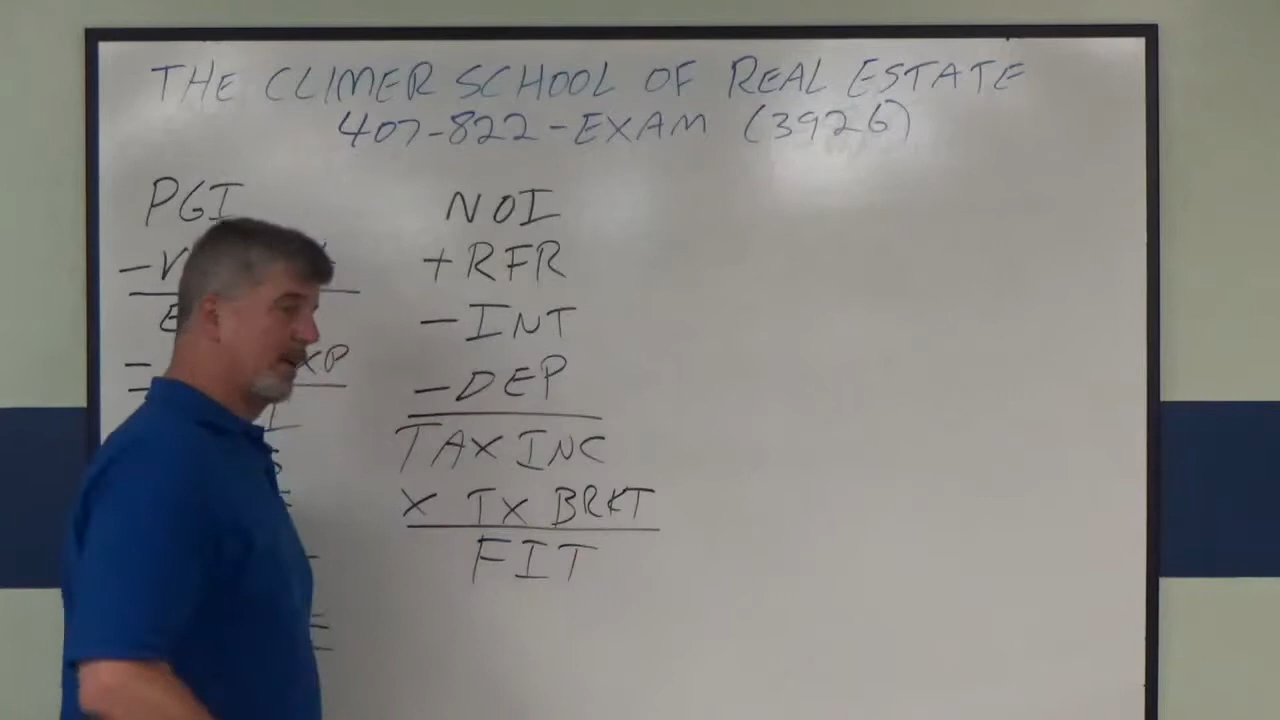 THE CLIMER SCHOOL OF REAL ESTATE
407-822-EXAM (3926)
PGI
NOI
+RFR
-INT
-DEP
TAX INC
X TX BRKT
FIT